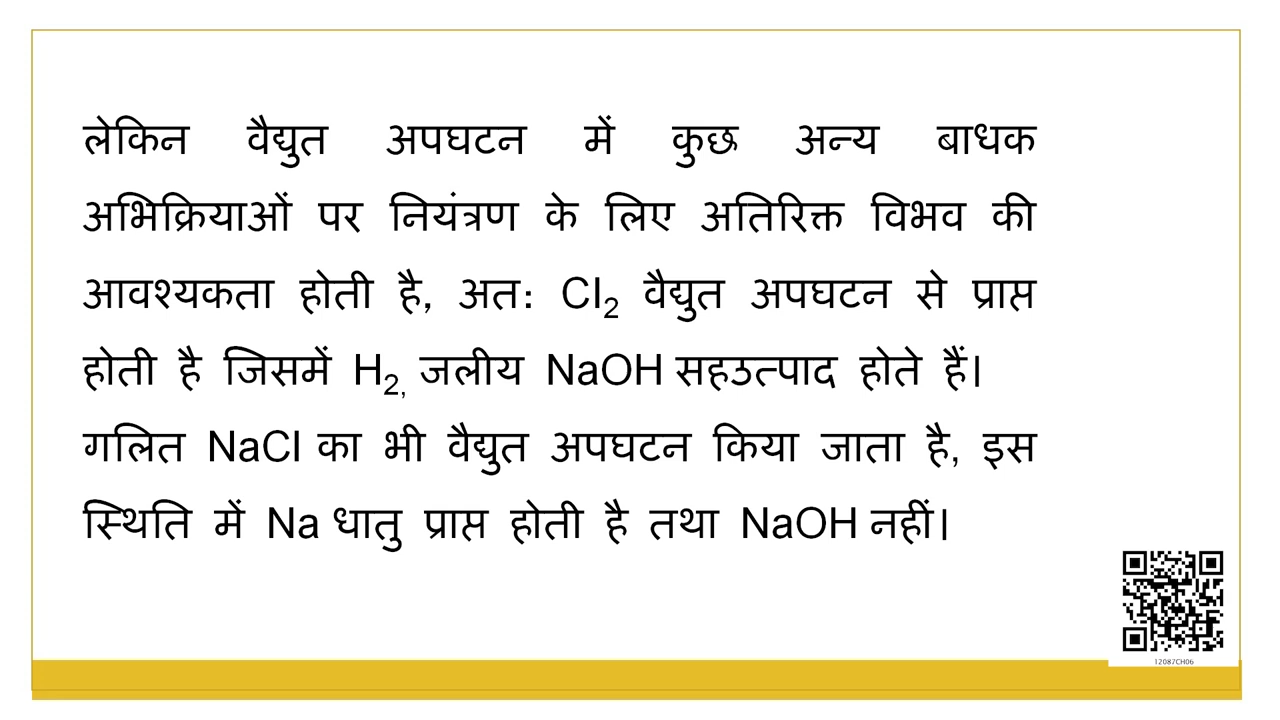 लेकिन वैद्युत अपघटन में कुछ अन्य बाधक
अभिक्रियाओं पर नियंत्रण के लिए अतिरिक्त विभव की
आवश्यकता होती है, अतः Cl₂ वैद्युत अपघटन से प्राप्त
होती है जिसमें H₂, जलीय NaOH सहउत्पाद होते हैं।
गलित NaCl का भी वैद्युत अपघटन किया जाता है, इस
स्थिति में Na धातु प्राप्त होती है तथा NaOH नहीं।
12087CH06